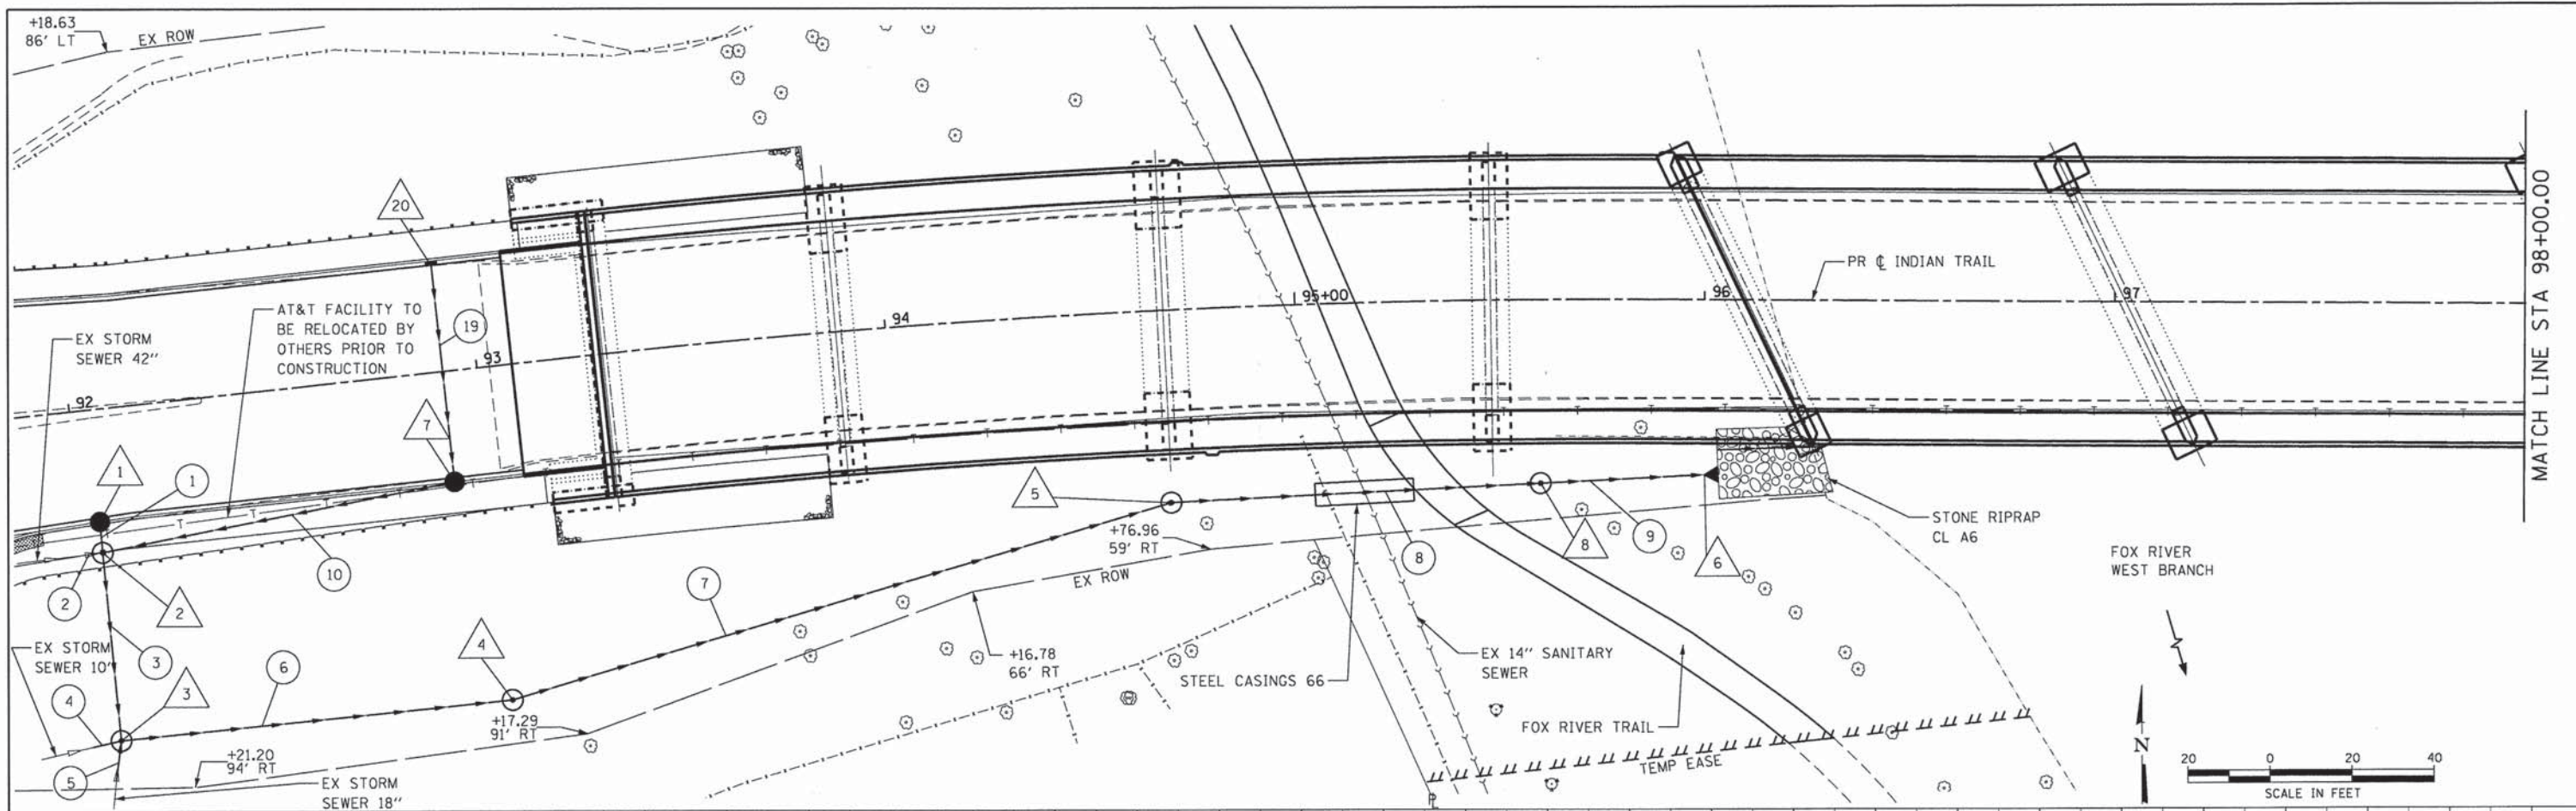 +18.63
86' LT
EX ROW
20
19
AT&T FACILITY TO
BE RELOCATED BY
OTHERS PRIOR TO
CONSTRUCTION
EX STORM
SEWER 42"
92
93
94
95+00
96
97
PR ℄ INDIAN TRAIL
MATCH LINE STA 98+00.00
7
1
1
5
2
2
10
3
EX STORM
SEWER 10"
4
3
5
6
4
7
+76.96
59' RT
EX ROW
+16.78
66' RT
+17.29
91' RT
+21.20
94' RT
EX STORM
SEWER 18"
STEEL CASINGS 66
8
8
9
6
STONE RIPRAP
CL A6
FOX RIVER
WEST BRANCH
EX 14" SANITARY
SEWER
FOX RIVER TRAIL
TEMP EASE
PL
N
20 0 20 40
SCALE IN FEET